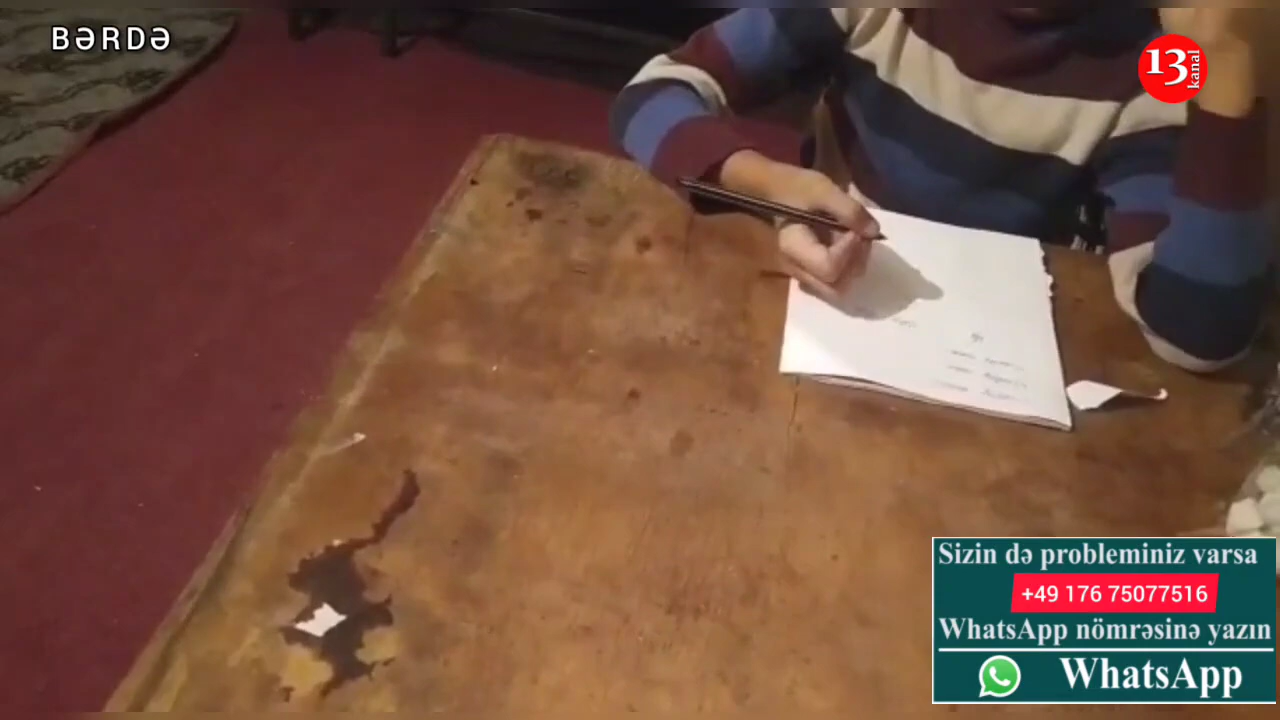 BƏRDƏ
13 kanal
Sizin də probleminiz varsa
+49 176 75077516
WhatsApp nömrəsinə yazın
WhatsApp